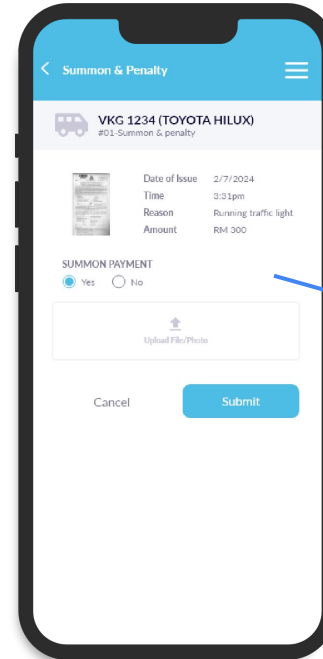 Summon & Penalty
VKG 1234 (TOYOTA HILUX)
#01-Summon & penalty
Date of Issue 2/7/2024
Time 3:31pm
Reason Running traffic light
Amount RM 300
SUMMON PAYMENT
Yes No
Upload File/Photo
Cancel Submit